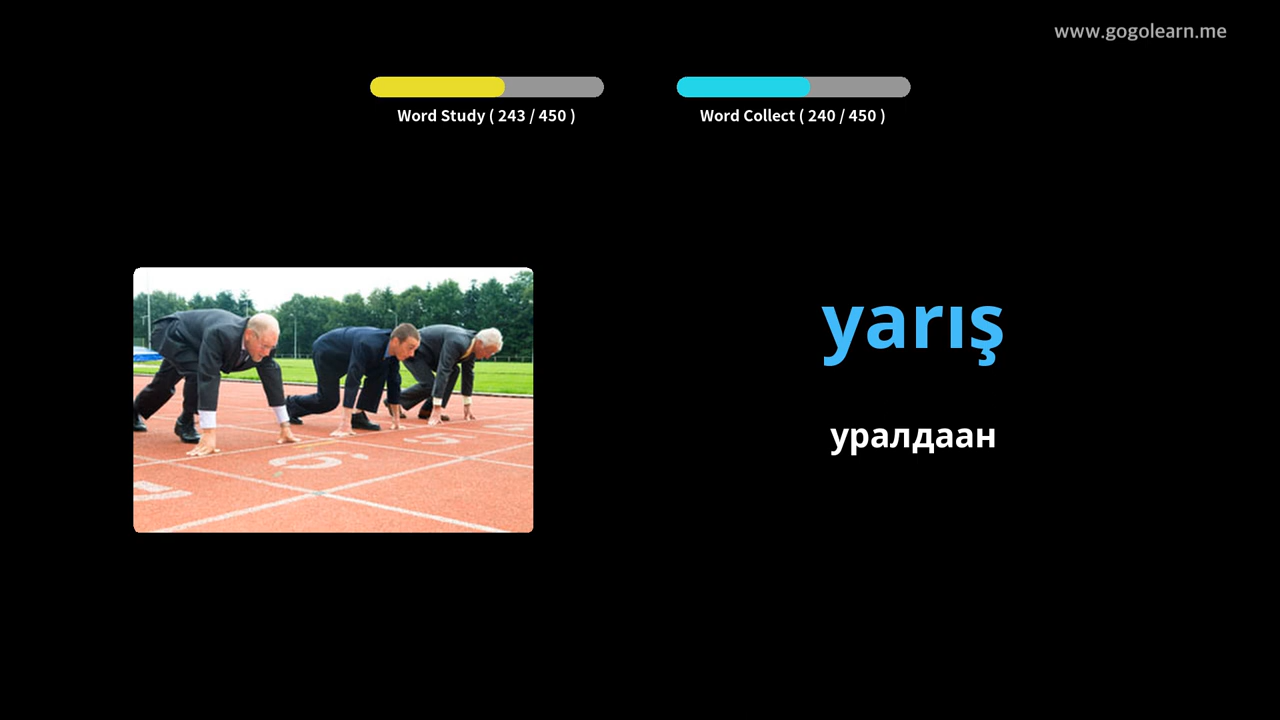 www.gogolearn.me
Word Study ( 243 / 450 )
Word Collect ( 240 / 450 )
yarış
уралдаан